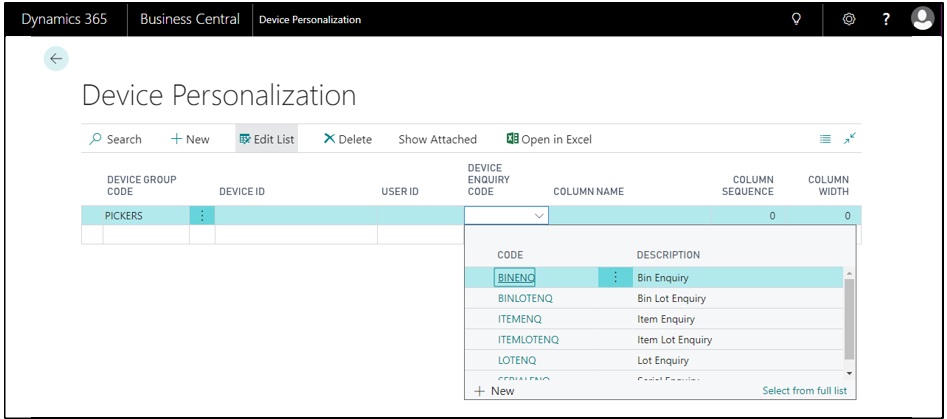 Dynamics 365 Business Central Device Personalization ?
Device Personalization
Search + New Edit List Delete Show Attached Open in Excel
DEVICE GROUP CODE DEVICE ID USER ID DEVICE ENQUIRY CODE COLUMN NAME COLUMN SEQUENCE COLUMN WIDTH
PICKERS 0 0
CODE DESCRIPTION
BINENQ Bin Enquiry
BINLOTENQ Bin Lot Enquiry
ITEMENQ Item Enquiry
ITEMLOTENQ Item Lot Enquiry
LOTENQ Lot Enquiry
SERIALENQ Serial Enquiry
+ New Select from full list